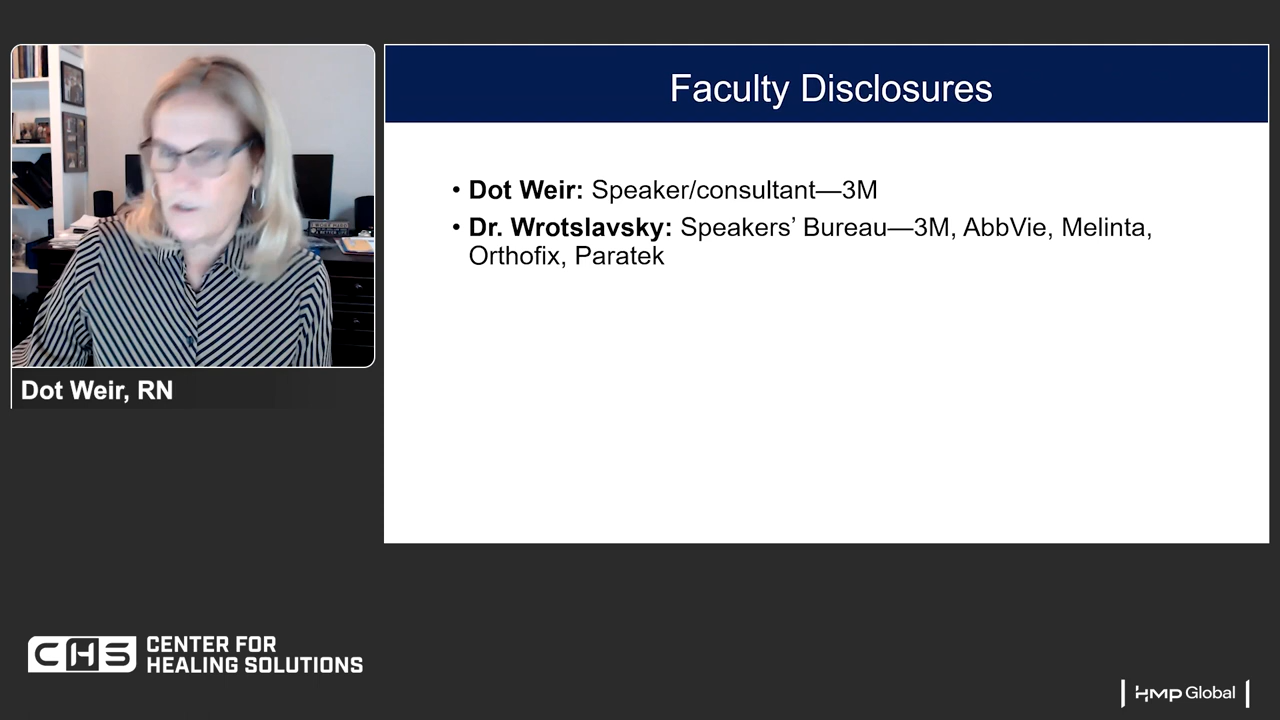 Faculty Disclosures
• Dot Weir: Speaker/consultant—3M
• Dr. Wrotslavsky: Speakers’ Bureau—3M, AbbVie, Melinta,
Orthofix, Paratek
Dot Weir, RN
CHS
CENTER FOR
HEALING SOLUTIONS
HMP Global